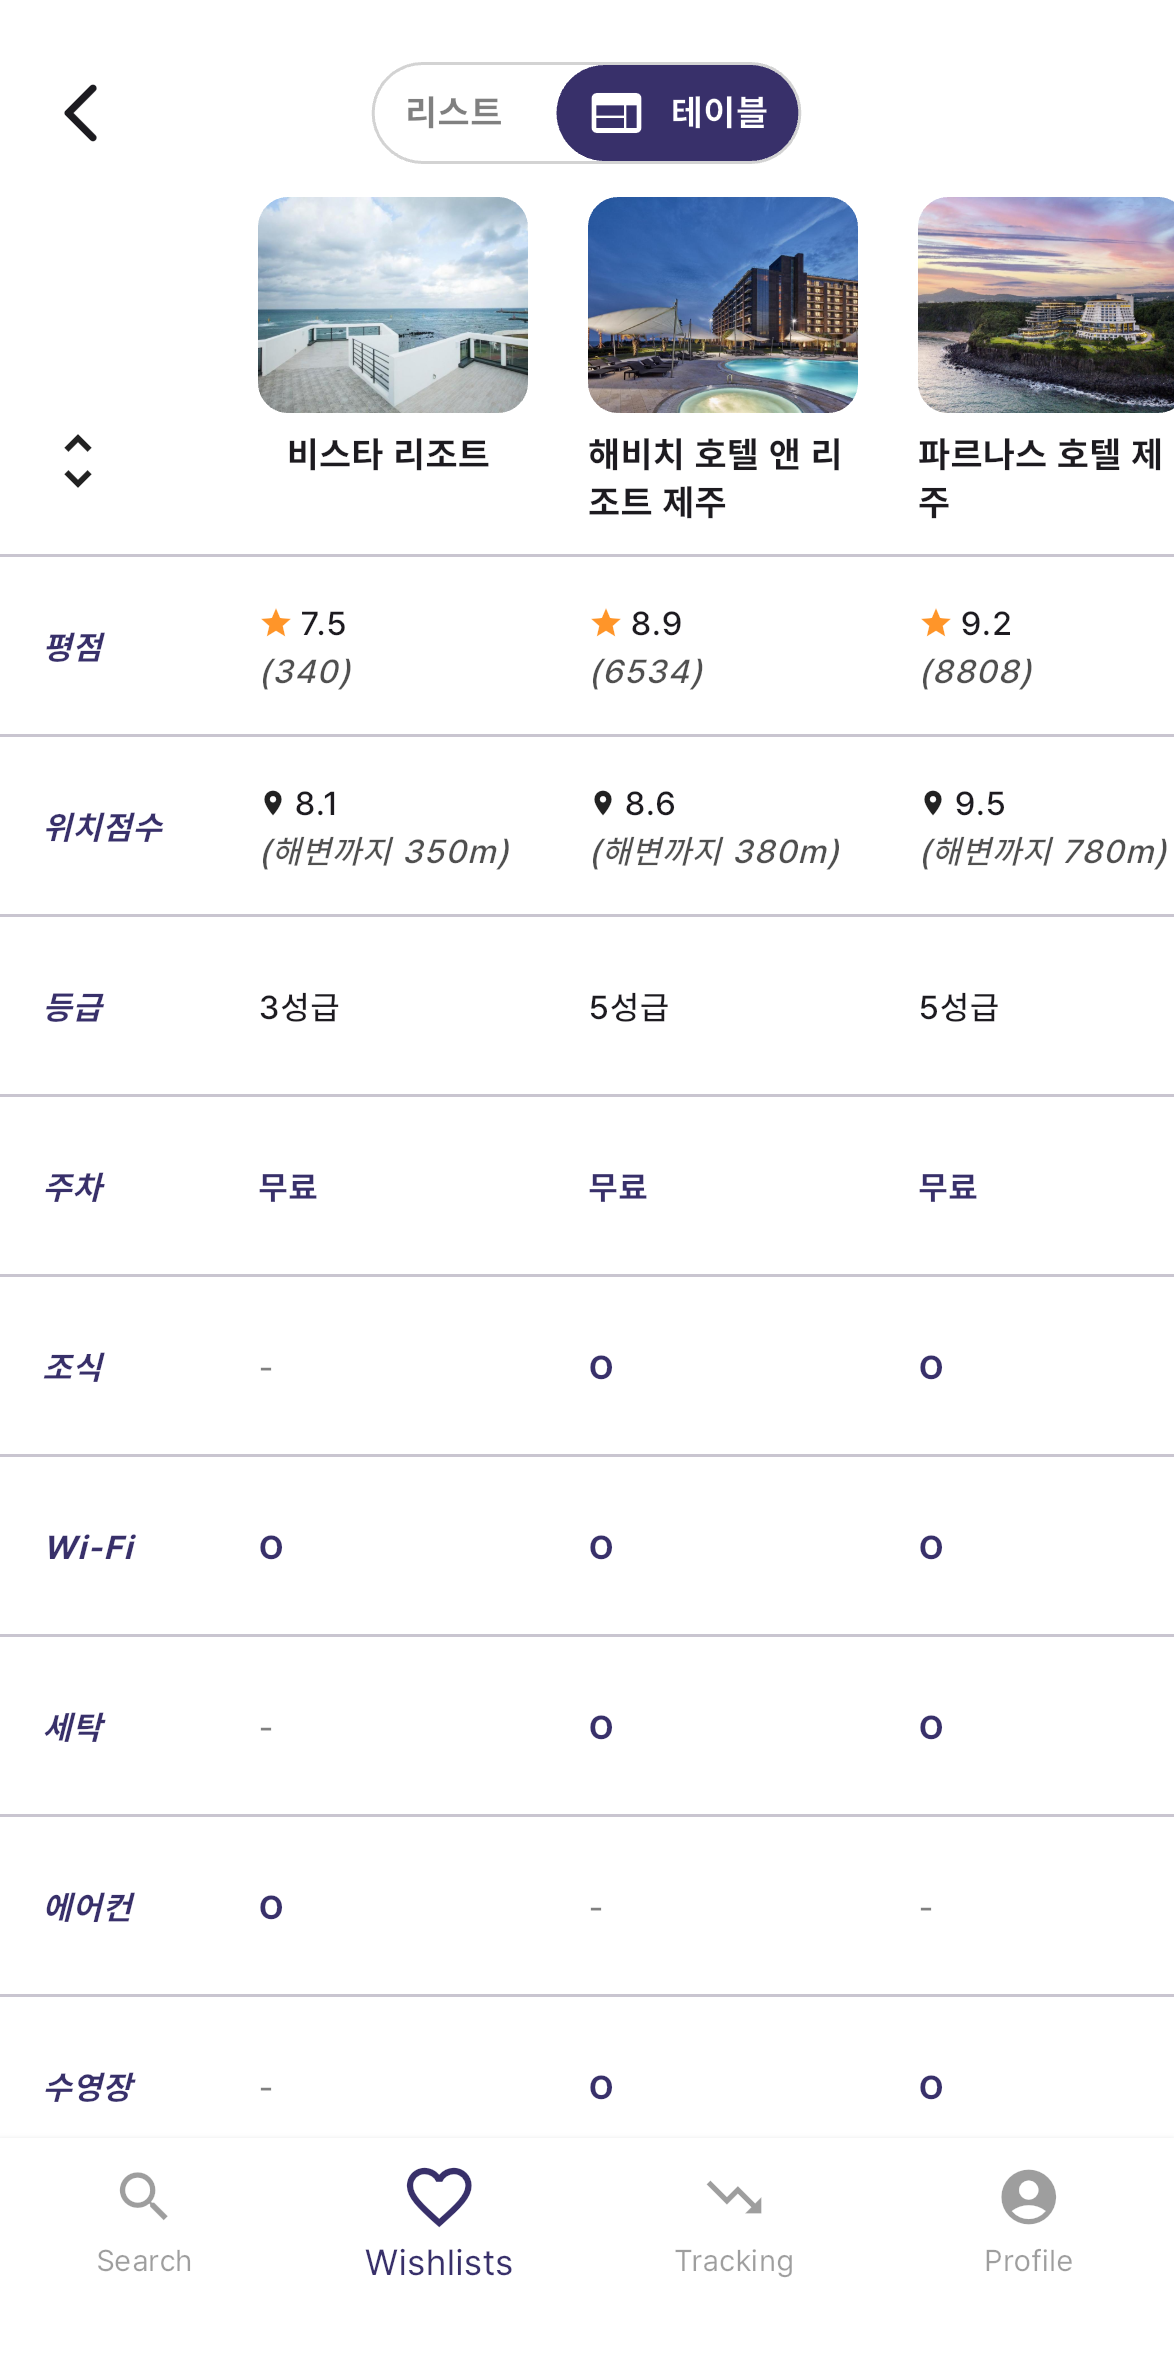 리스트
테이블
비스타 리조트
해비치 호텔 앤 리
조트 제주
파르나스 호텔 제
주
평점
7.5
(340)
8.9
(6534)
9.2
(8808)
위치점수
8.1
(해변까지 350m)
8.6
(해변까지 380m)
9.5
(해변까지 780m)
등급
3성급
5성급
5성급
주차
무료
무료
무료
조식
-
O
O
Wi-Fi
O
O
O
세탁
-
O
O
에어컨
O
-
-
수영장
-
O
O
Search
Wishlists
Tracking
Profile